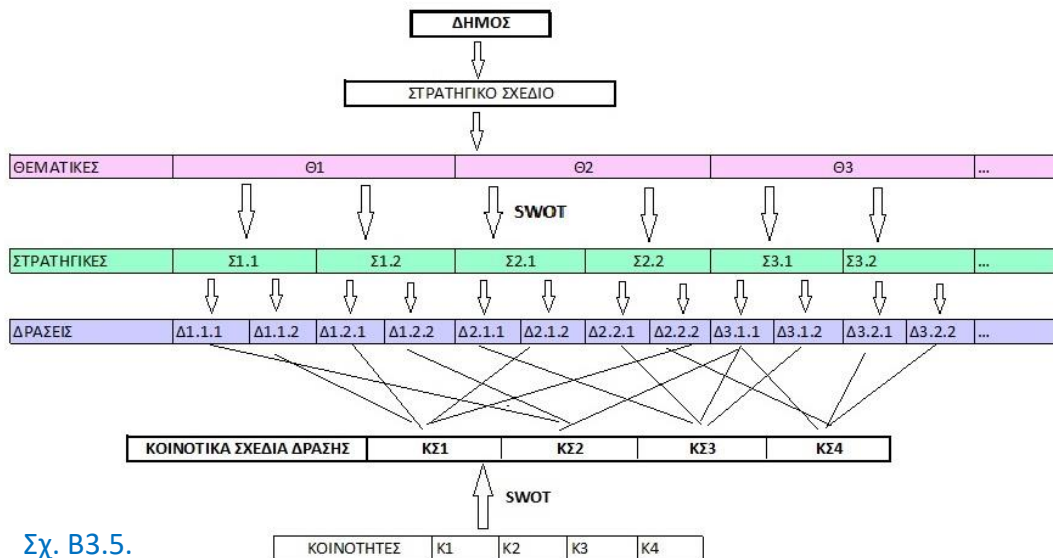 ΔΗΜΟΣ
ΣΤΡΑΤΗΓΙΚΟ ΣΧΕΔΙΟ
ΘΕΜΑΤΙΚΕΣ Θ1 Θ2 Θ3 ...
SWOT
ΣΤΡΑΤΗΓΙΚΕΣ Σ1.1 Σ1.2 Σ2.1 Σ2.2 Σ3.1 Σ3.2 ...
ΔΡΑΣΕΙΣ Δ1.1.1 Δ1.1.2 Δ1.2.1 Δ1.2.2 Δ2.1.1 Δ2.1.2 Δ2.2.1 Δ2.2.2 Δ3.1.1 Δ3.1.2 Δ3.2.1 Δ3.2.2 ...
ΚΟΙΝΟΤΙΚΑ ΣΧΕΔΙΑ ΔΡΑΣΗΣ ΚΣ1 ΚΣ2 ΚΣ3 ΚΣ4
SWOT
Σχ. Β3.5.
ΚΟΙΝΟΤΗΤΕΣ Κ1 Κ2 Κ3 Κ4